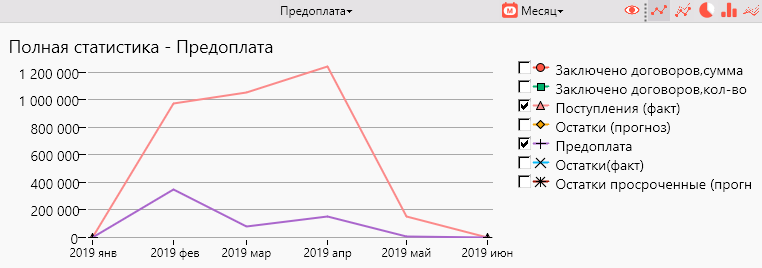 Предоплата
Месяц
Полная статистика - Предоплата
1 200 000
1 000 000
800 000
600 000
400 000
200 000
0
2019 янв
2019 фев
2019 мар
2019 апр
2019 май
2019 июн
Заключено договоров,сумма
Заключено договоров,кол-во
Поступления (факт)
Остатки (прогноз)
Предоплата
Остатки(факт)
Остатки просроченные (прогн